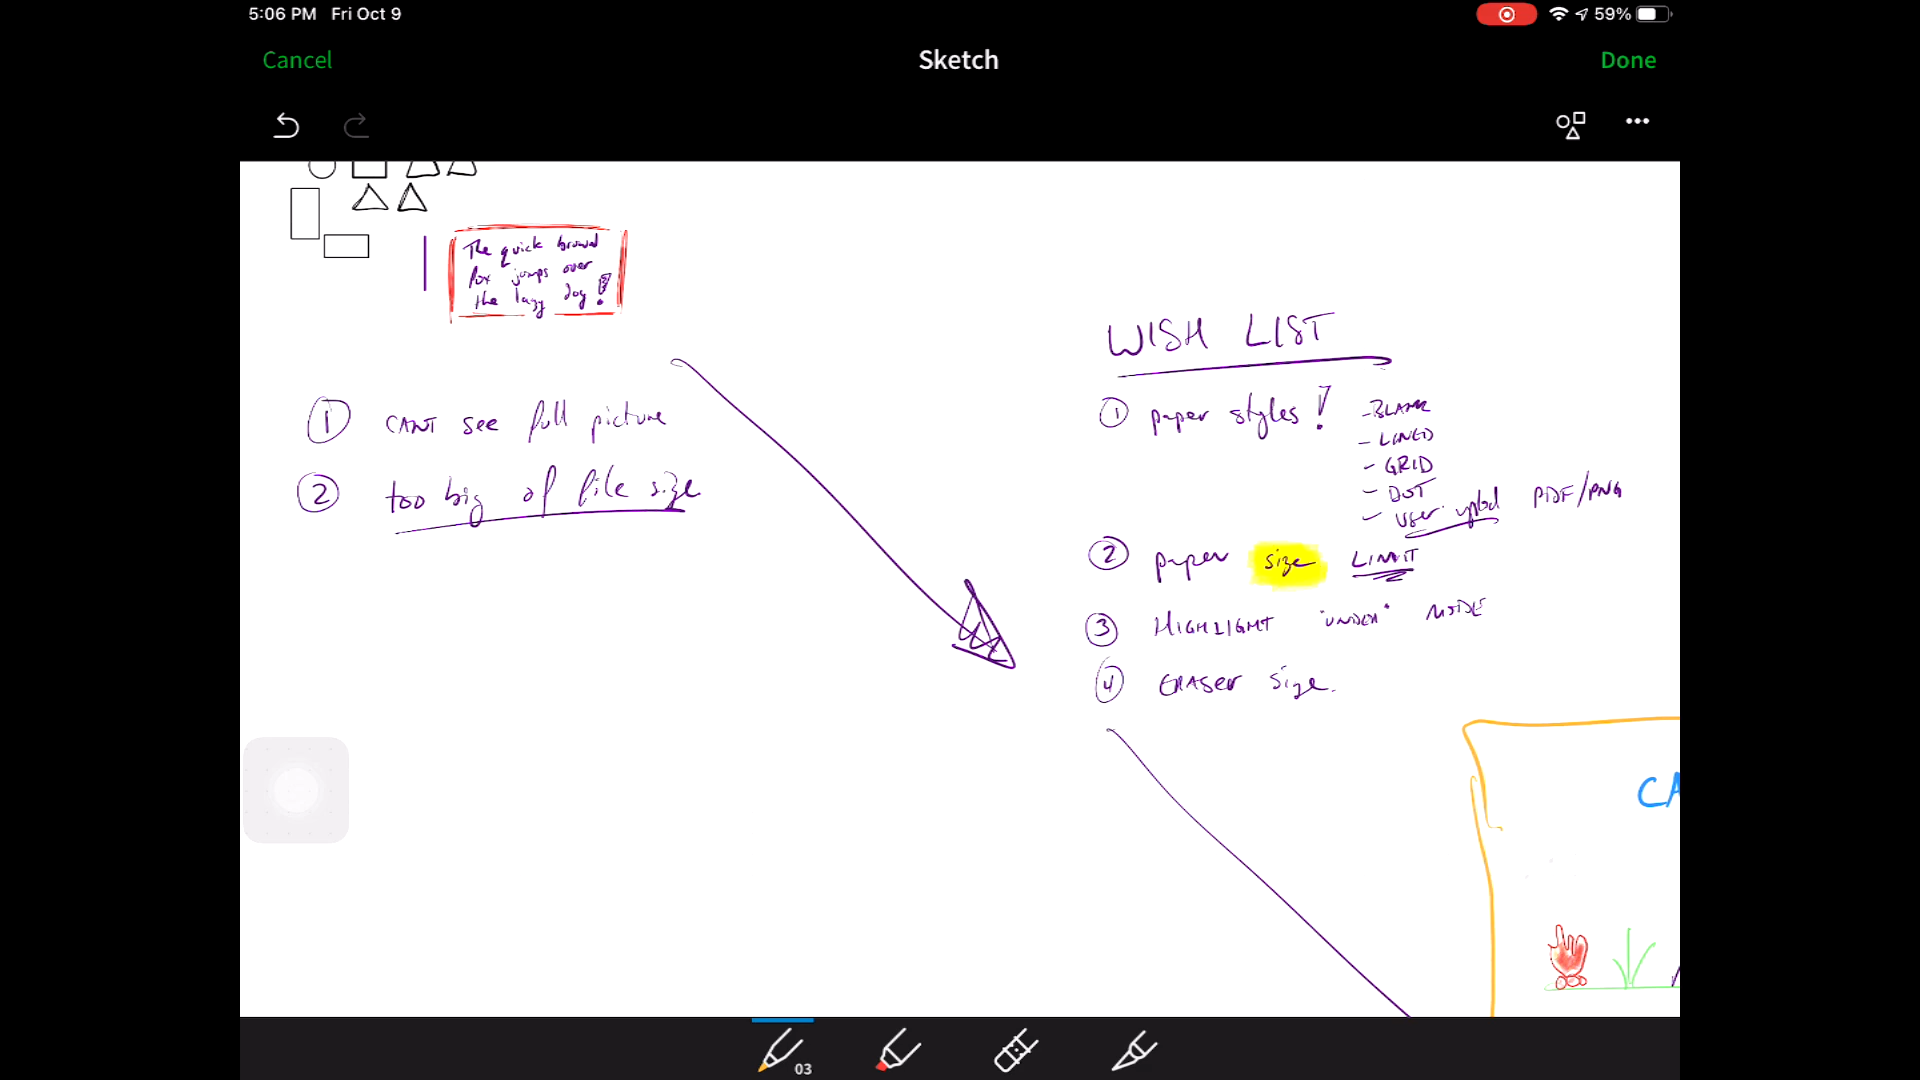 5:06 PM Fri Oct 9
59%
Cancel
Sketch
Done
The quick brown
fox jumps over
the lazy dog!
① CANT see full picture
② too big of file size
WISH LIST
① paper styles!
- BLANK
- LINED
- GRID
- DOT
- user upload PDF/PNG
② paper size LIMIT
③ HIGHLIGHT "UNDER" MODE
④ ERASER Size.
CA
03